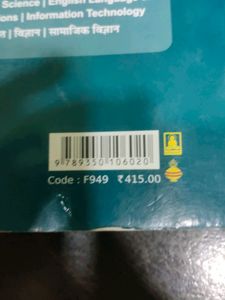 Science | English Language
ons | Information Technology
त | विज्ञान | सामाजिक विज्ञान
9 789350 106020
Code : F949 ₹415.00